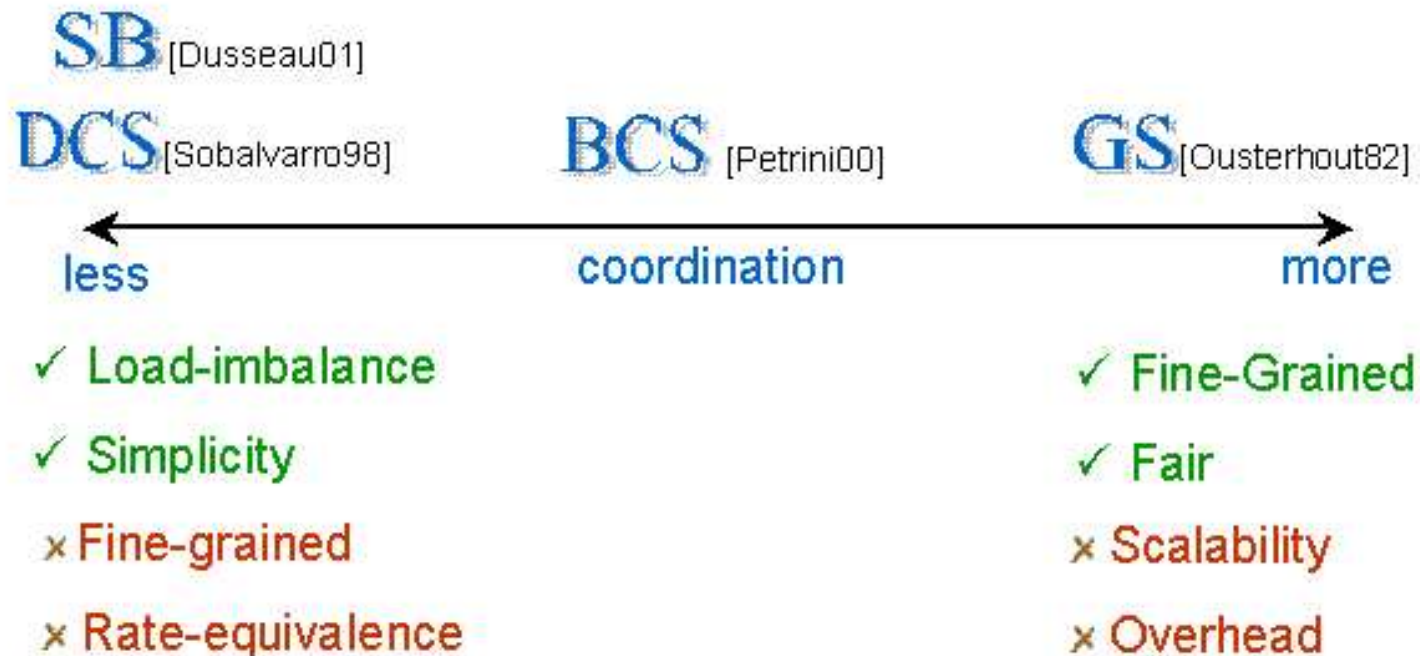 SB [Dusseau01]
DCS [Sobalvarro98] BCS [Petrini00] GS [Ousterhout82]
less coordination more
✓ Load-imbalance ✓ Fine-Grained
✓ Simplicity ✓ Fair
× Fine-grained × Scalability
× Rate-equivalence × Overhead